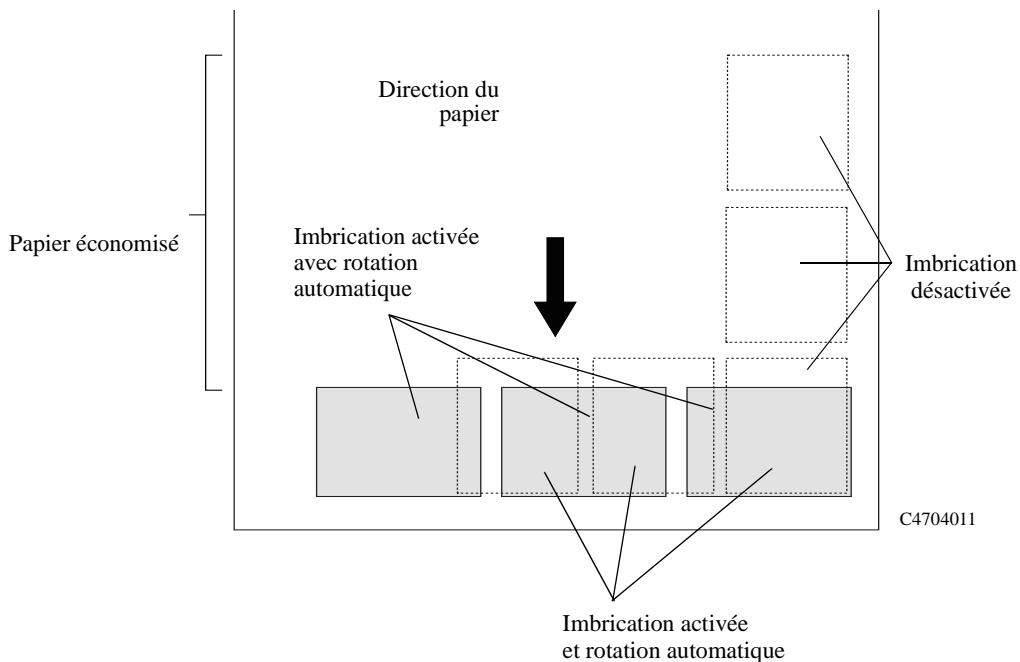 Direction du
papier
Papier économisé
Imbrication activée
avec rotation
automatique
Imbrication
désactivée
C4704011
Imbrication activée
et rotation automatique